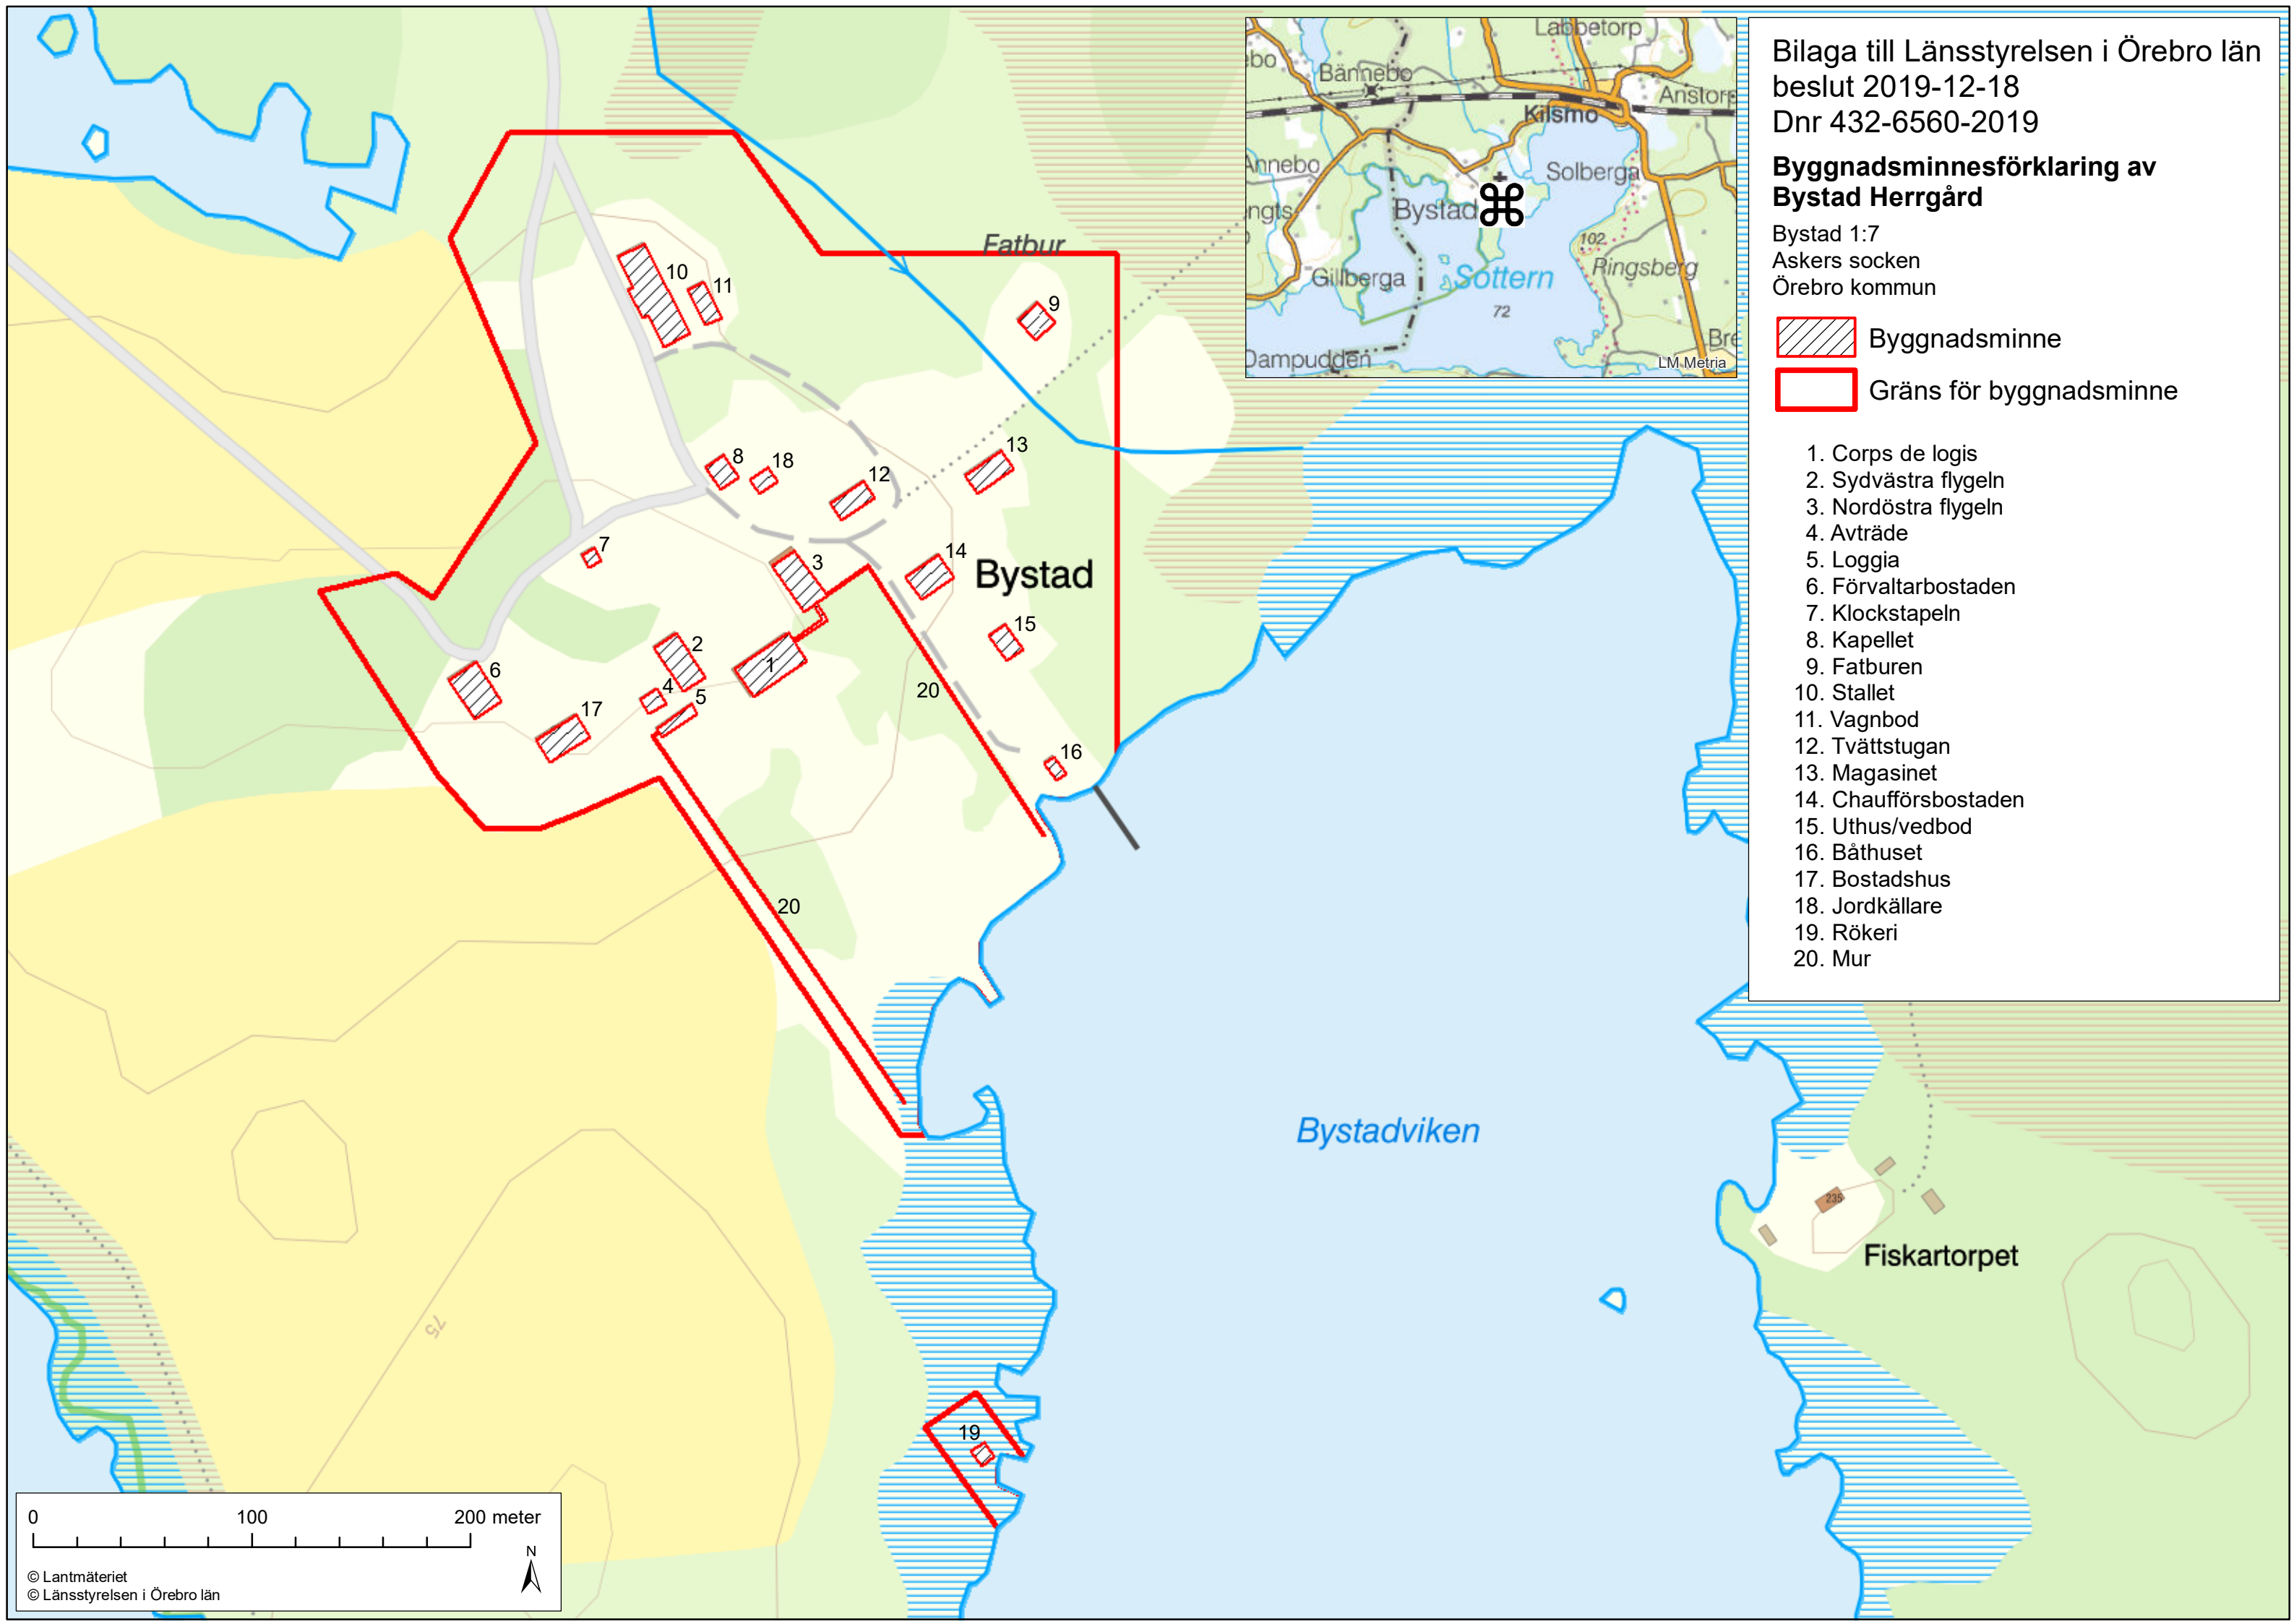 Bilaga till Länsstyrelsen i Örebro län
beslut 2019-12-18
Dnr 432-6560-2019
Byggnadsminnesförklaring av
Bystad Herrgård
Bystad 1:7
Askers socken
Örebro kommun
Byggnadsminne
Gräns för byggnadsminne
1. Corps de logis
2. Sydvästra flygeln
3. Nordöstra flygeln
4. Avträde
5. Loggia
6. Förvaltarbostaden
7. Klockstapeln
8. Kapellet
9. Fatburen
10. Stallet
11. Vagnbod
12. Tvättstugan
13. Magasinet
14. Chaufförsbostaden
15. Uthus/vedbod
16. Båthuset
17. Bostadshus
18. Jordkällare
19. Rökeri
20. Mur
Labbetorp
ebo
Bännebo
Anstorp
Kilsmo
Annebo
Solberga
ngts
Bystad
102
Ringsberg
Gillberga
Sottern
72
Bre
Dampudden
LM Metria
Fatbur
10
11
9
13
8
18
12
7
3
14
Bystad
15
2
1
6
4
5
20
17
16
20
Bystadviken
235
Fiskartorpet
75
19
0 100 200 meter
N
© Lantmäteriet
© Länsstyrelsen i Örebro län